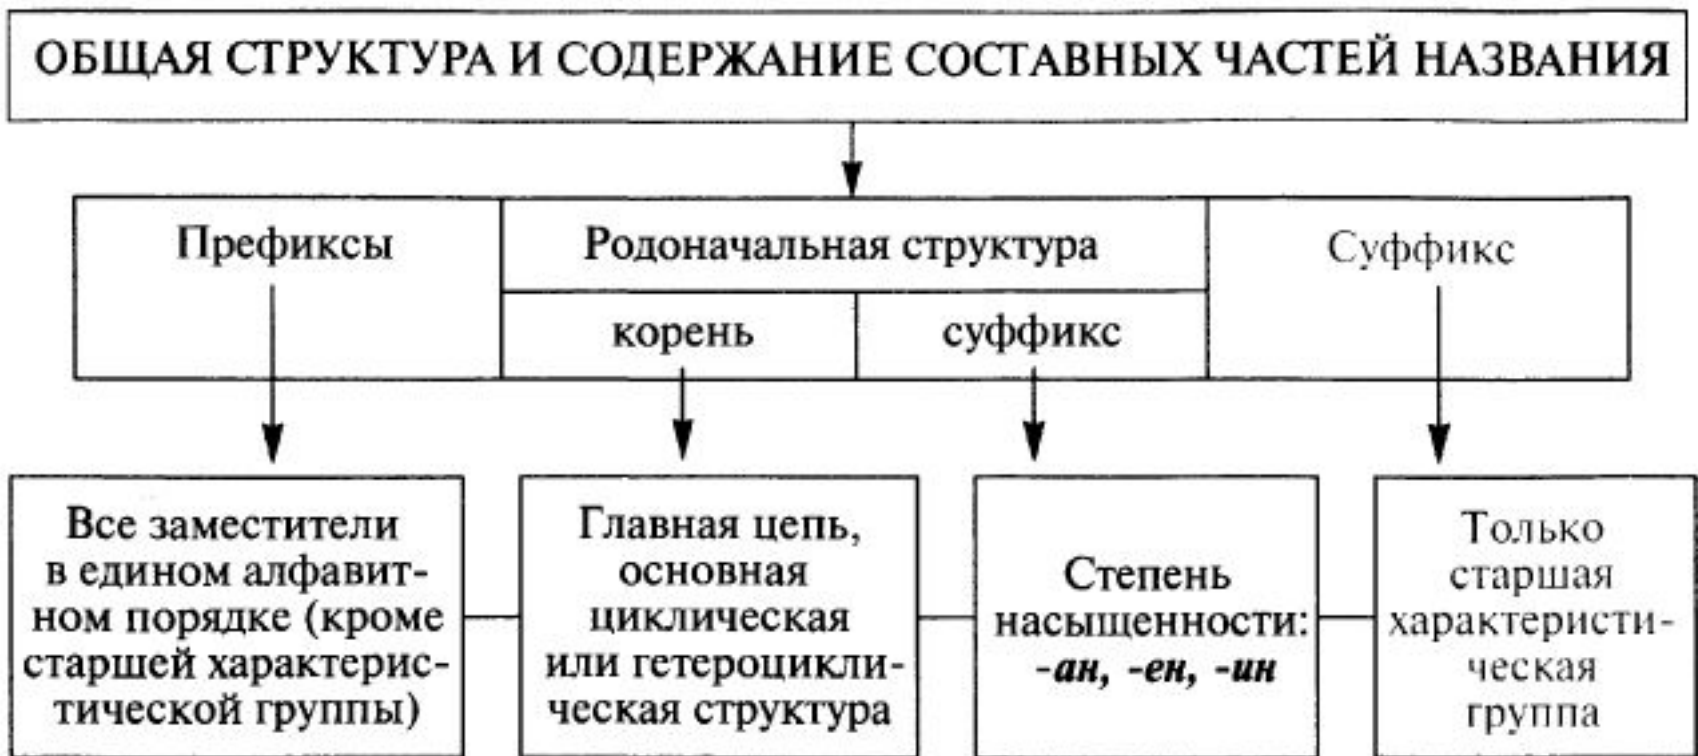 ОБЩАЯ СТРУКТУРА И СОДЕРЖАНИЕ СОСТАВНЫХ ЧАСТЕЙ НАЗВАНИЯ
Префиксы
Родоначальная структура
Суффикс
корень
суффикс
Все заместители
в едином алфавит-
ном порядке (кроме
старшей характерис-
тической группы)
Главная цепь,
основная
циклическая
или гетероцикли-
ческая структура
Степень
насыщенности:
-ан, -ен, -ин
Только
старшая
характеристи-
ческая
группа